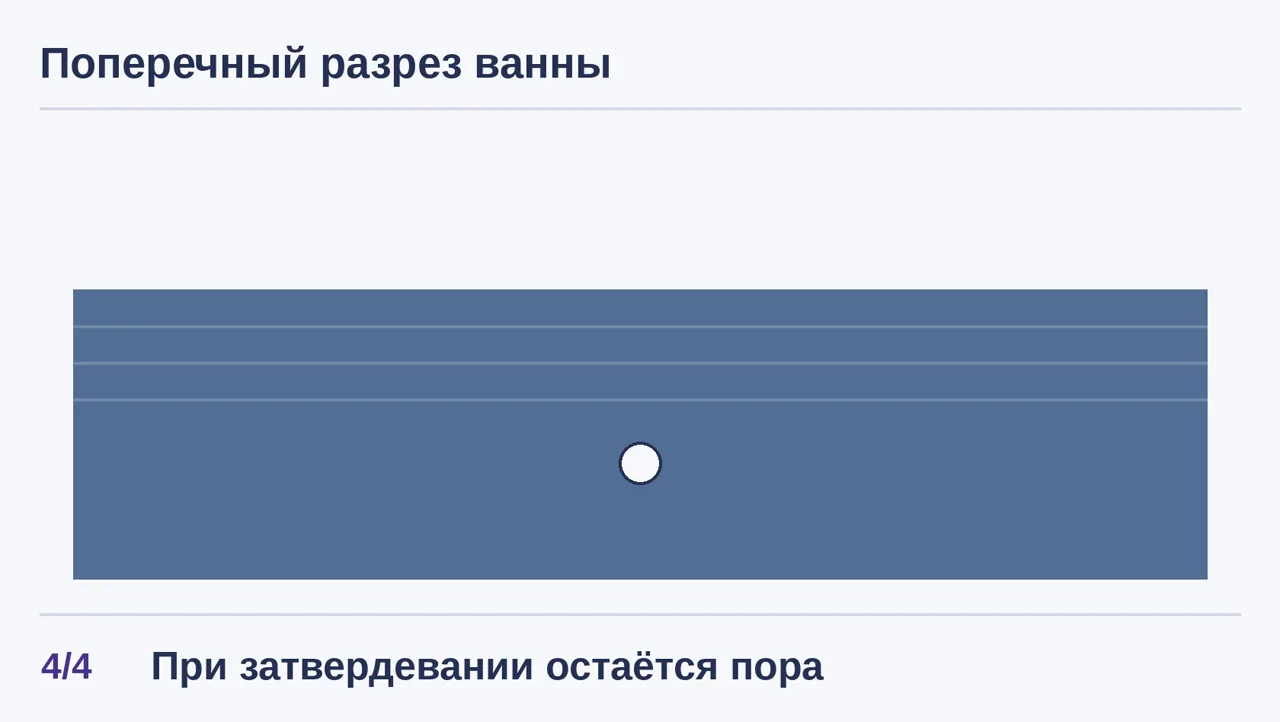 Поперечный разрез ванны
4/4 При затвердевании остаётся пора